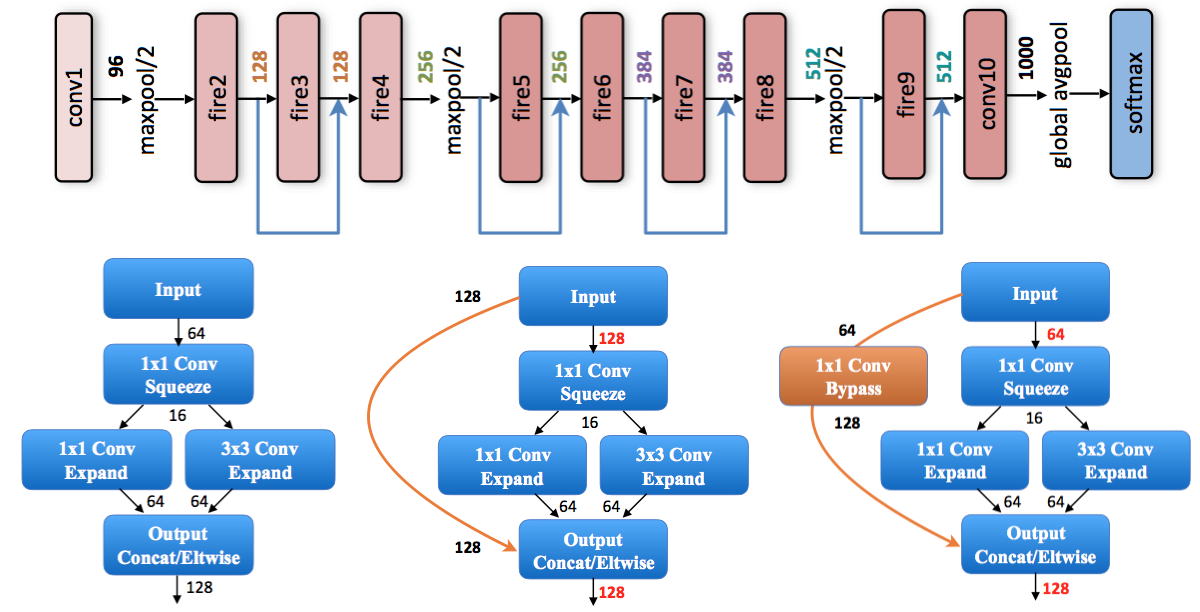 conv1
96
maxpool/2
fire2
128
fire3
128
fire4
256
maxpool/2
fire5
256
fire6
384
fire7
384
fire8
512
maxpool/2
fire9
512
conv10
1000
global avgpool
softmax
Input
64
1x1 Conv
Squeeze
16
1x1 Conv
Expand
3x3 Conv
Expand
64
64
Output
Concat/Eltwise
128
128
Input
128
1x1 Conv
Squeeze
16
1x1 Conv
Expand
3x3 Conv
Expand
64
64
128
Output
Concat/Eltwise
128
Input
64
64
1x1 Conv
Bypass
1x1 Conv
Squeeze
128
16
1x1 Conv
Expand
3x3 Conv
Expand
64
64
Output
Concat/Eltwise
128